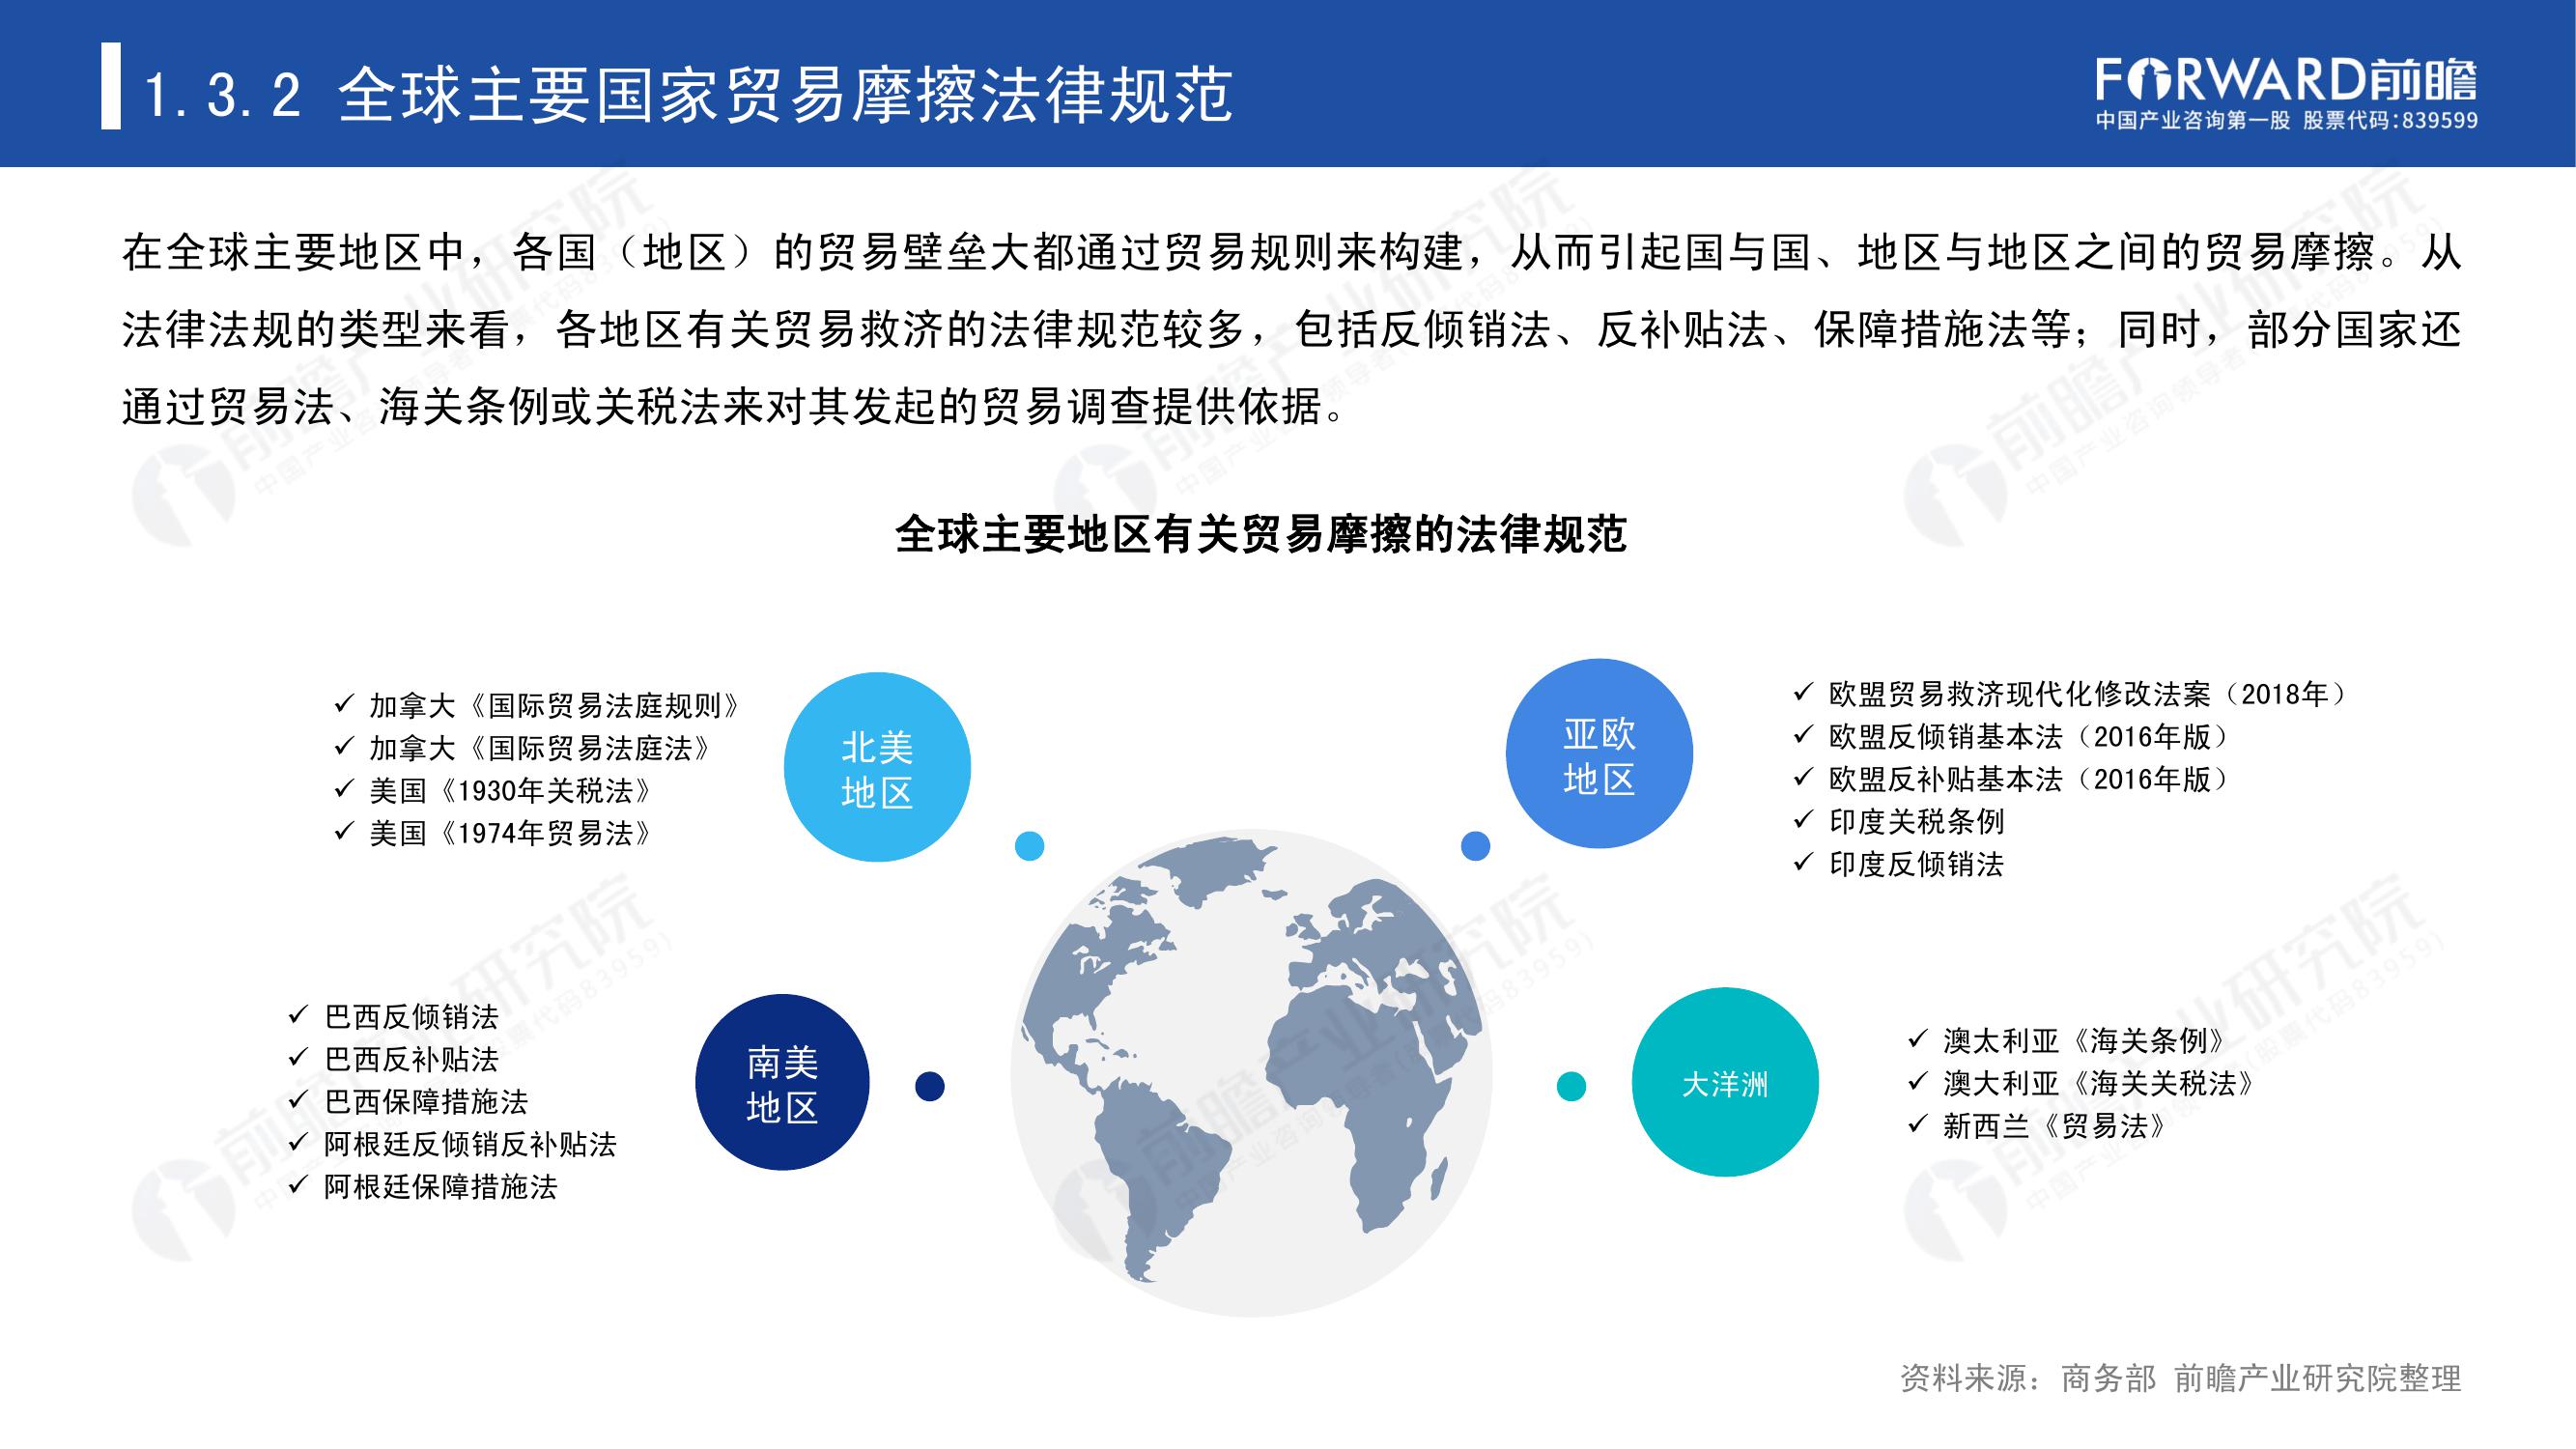 1.3.2 全球主要国家贸易摩擦法律规范
FORWARD前瞻
中国产业咨询第一股 股票代码:839599
在全球主要地区中，各国（地区）的贸易壁垒大都通过贸易规则来构建，从而引起国与国、地区与地区之间的贸易摩擦。从
法律法规的类型来看，各地区有关贸易救济的法律规范较多，包括反倾销法、反补贴法、保障措施法等；同时，部分国家还
通过贸易法、海关条例或关税法来对其发起的贸易调查提供依据。
全球主要地区有关贸易摩擦的法律规范
✓ 加拿大《国际贸易法庭规则》
✓ 加拿大《国际贸易法庭法》
✓ 美国《1930年关税法》
✓ 美国《1974年贸易法》
北美
地区
亚欧
地区
✓ 欧盟贸易救济现代化修改法案（2018年）
✓ 欧盟反倾销基本法（2016年版）
✓ 欧盟反补贴基本法（2016年版）
✓ 印度关税条例
✓ 印度反倾销法
✓ 巴西反倾销法
✓ 巴西反补贴法
✓ 巴西保障措施法
✓ 阿根廷反倾销反补贴法
✓ 阿根廷保障措施法
南美
地区
大洋洲
✓ 澳太利亚《海关条例》
✓ 澳大利亚《海关关税法》
✓ 新西兰《贸易法》
资料来源：商务部 前瞻产业研究院整理